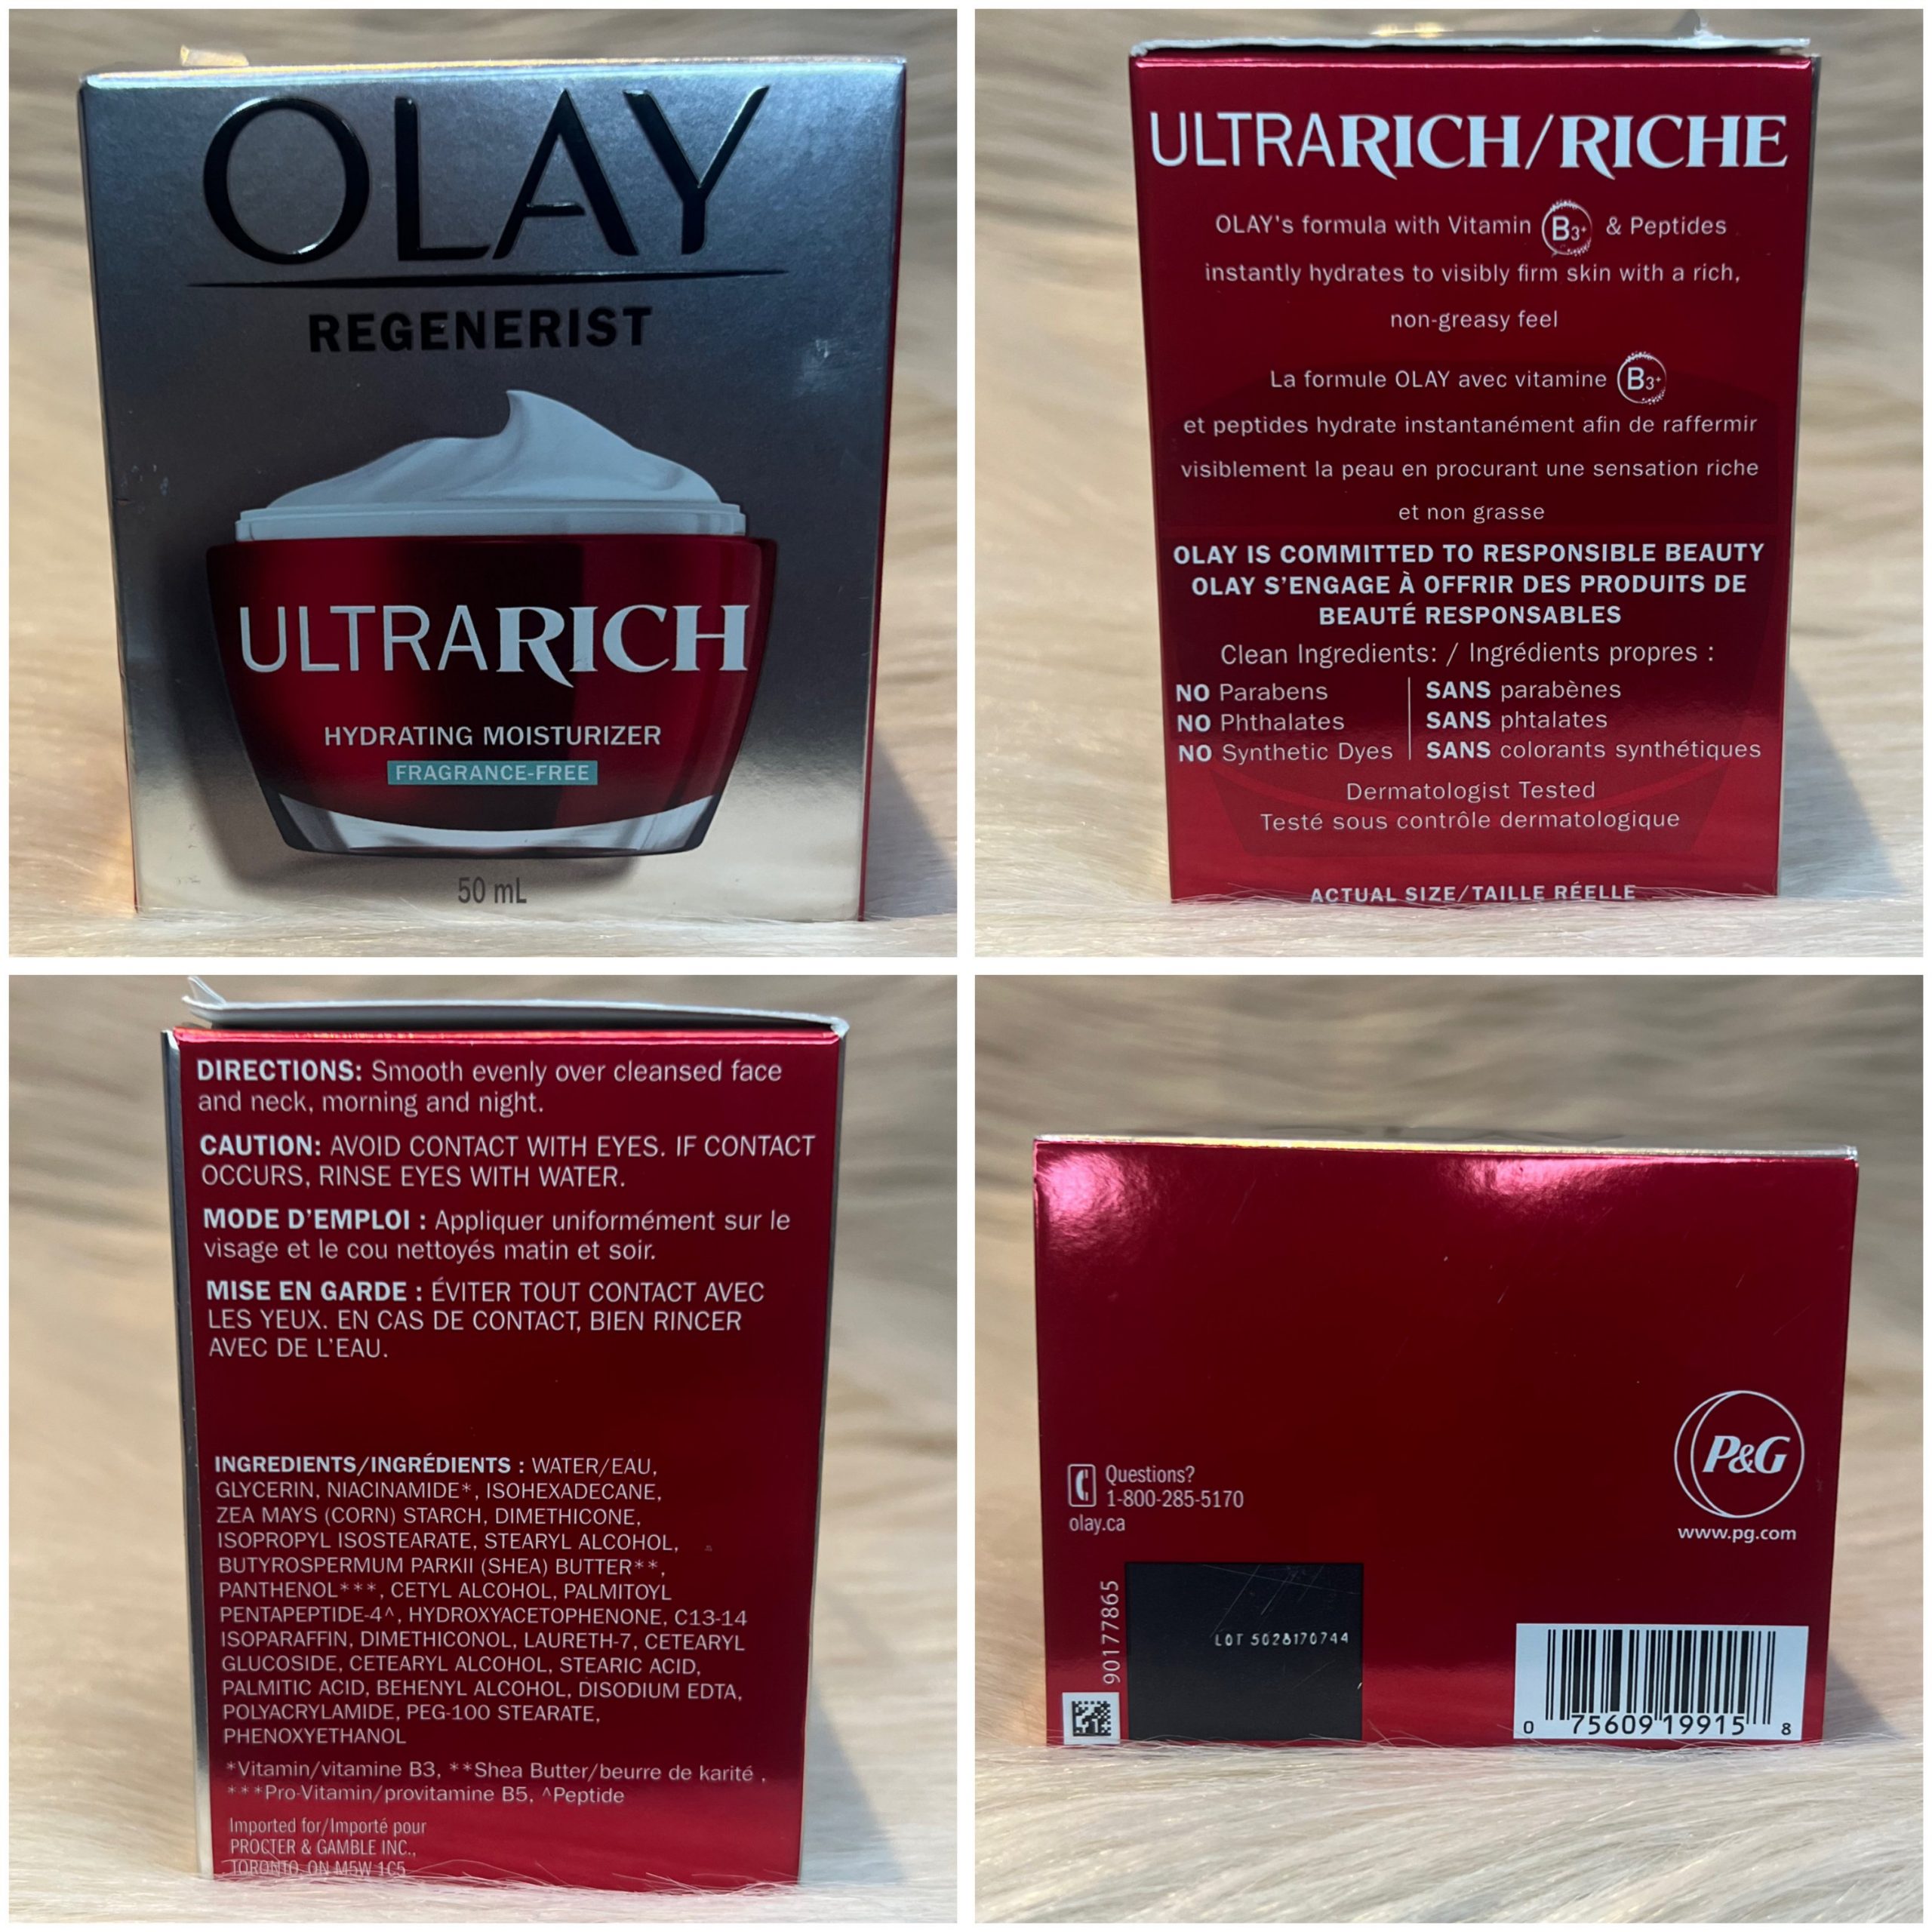 OLAY
REGENERIST
ULTRARICH
HYDRATING MOISTURIZER
FRAGRANCE-FREE
50 mL
ULTRARICH/RICHE
OLAY's formula with Vitamin B3+ & Peptides
instantly hydrates to visibly firm skin with a rich,
non-greasy feel
La formule OLAY avec vitamine B3+
et peptides hydrate instantanément afin de raffermir
visiblement la peau en procurant une sensation riche
et non grasse
OLAY IS COMMITTED TO RESPONSIBLE BEAUTY
OLAY S'ENGAGE À OFFRIR DES PRODUITS DE
BEAUTÉ RESPONSABLES
Clean Ingredients: / Ingrédients propres :
NO Parabens
NO Phthalates
NO Synthetic Dyes
SANS parabènes
SANS phtalates
SANS colorants synthétiques
Dermatologist Tested
Testé sous contrôle dermatologique
ACTUAL SIZE/TAILLE RÉELLE
DIRECTIONS: Smooth evenly over cleansed face
and neck, morning and night.
CAUTION: AVOID CONTACT WITH EYES. IF CONTACT
OCCURS, RINSE EYES WITH WATER.
MODE D'EMPLOI : Appliquer uniformément sur le
visage et le cou nettoyés matin et soir.
MISE EN GARDE : ÉVITER TOUT CONTACT AVEC
LES YEUX. EN CAS DE CONTACT, BIEN RINCER
AVEC DE L'EAU.
INGREDIENTS/INGRÉDIENTS : WATER/EAU,
GLYCERIN, NIACINAMIDE*, ISOHEXADECANE,
ZEA MAYS (CORN) STARCH, DIMETHICONE,
ISOPROPYL ISOSTEARATE, STEARYL ALCOHOL,
BUTYROSPERMUM PARKII (SHEA) BUTTER**,
PANTHENOL***, CETYL ALCOHOL, PALMITOYL
PENTAPEPTIDE-4^, HYDROXYACETOPHENONE, C13-14
ISOPARAFFIN, DIMETHICONOL, LAURETH-7, CETEARYL
GLUCOSIDE, CETEARYL ALCOHOL, STEARIC ACID,
PALMITIC ACID, BEHENYL ALCOHOL, DISODIUM EDTA,
POLYACRYLAMIDE, PEG-100 STEARATE,
PHENOXYETHANOL
*Vitamin/vitamine B3, **Shea Butter/beurre de karité ,
***Pro-Vitamin/provitamine B5, ^Peptide
Imported for/Importé pour
PROCTER & GAMBLE INC.,
TORONTO, ON M5W 1C5
P&G
www.pg.com
Questions?
1-800-285-5170
olay.ca
90177865
LOT 5028170744
0 75609 19915 8